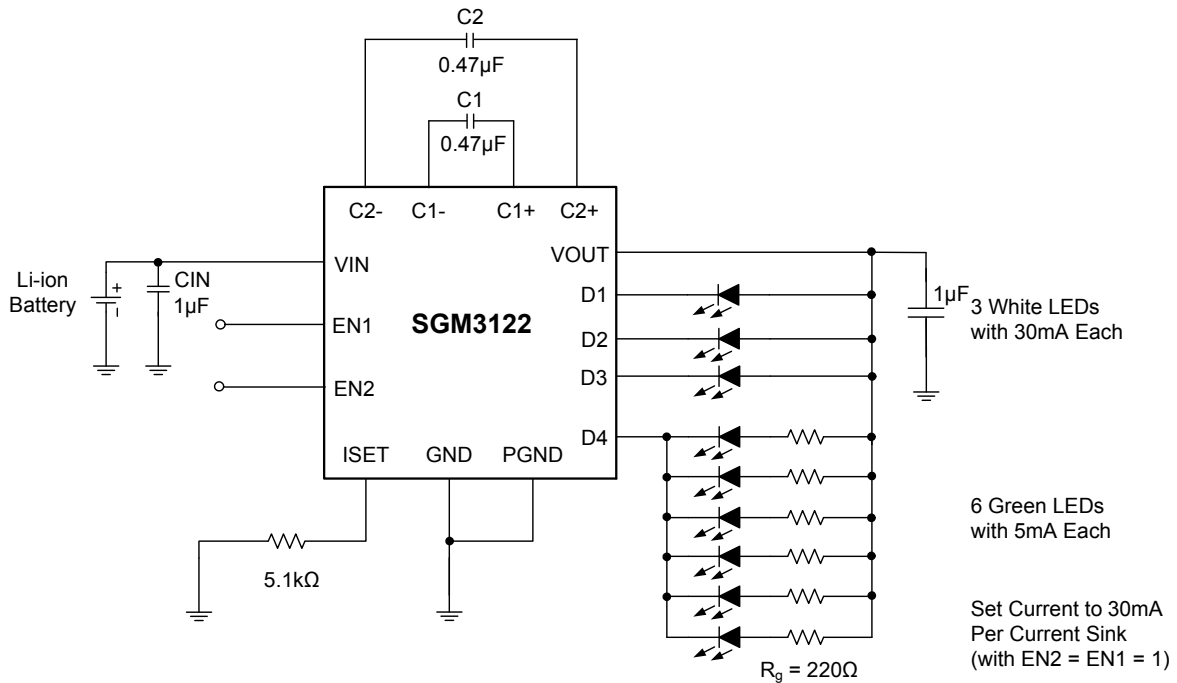 C2
0.47µF
C1
0.47µF
C2-
C1-
C1+
C2+
VOUT
Li-ion
Battery
+
CIN
1µF
VIN
D1
1µF
3 White LEDs
with 30mA Each
EN1
SGM3122
D2
D3
EN2
D4
ISET
GND
PGND
6 Green LEDs
with 5mA Each
5.1kΩ
Set Current to 30mA
Per Current Sink
(with EN2 = EN1 = 1)
Rg = 220Ω